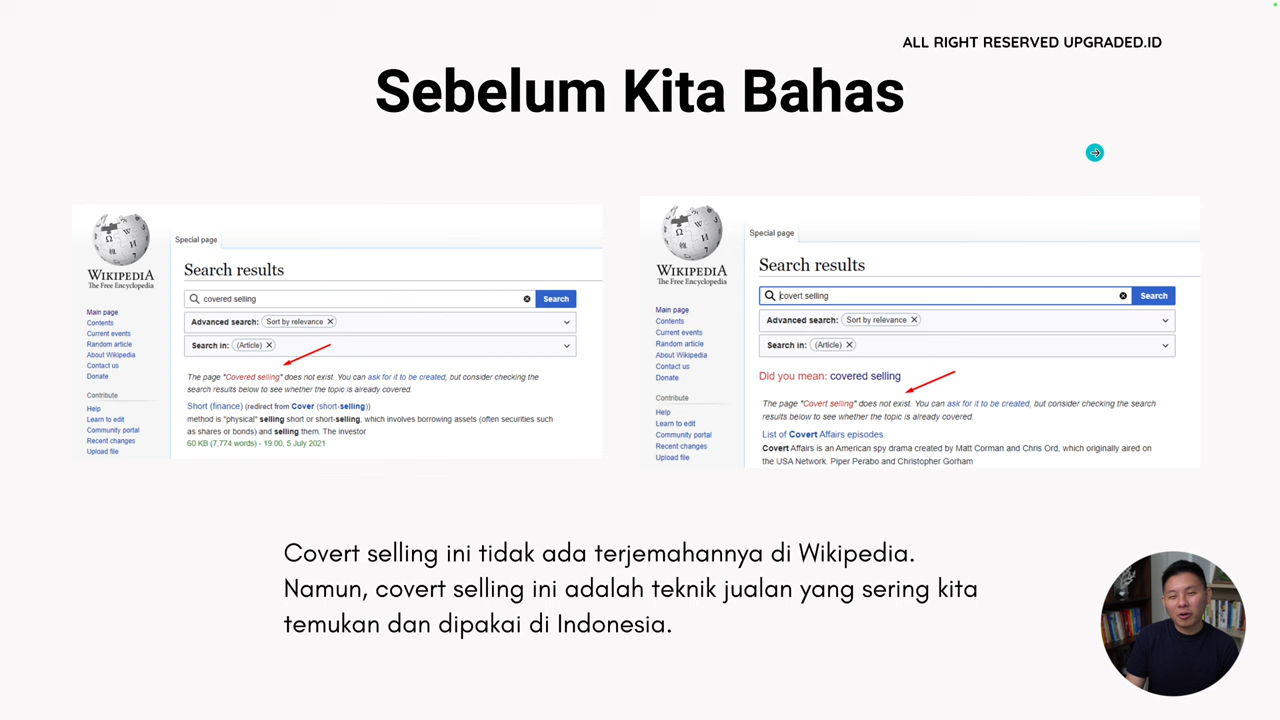 ALL RIGHT RESERVED UPGRADED.ID
Sebelum Kita Bahas
WIKIPEDIA
The Free Encyclopedia
Main page
Contents
Current events
Random article
About Wikipedia
Contact us
Donate
Contribute
Help
Learn to edit
Community portal
Recent changes
Upload file
Special page
Search results
covered selling
Search
Advanced search: Sort by relevance
Search in: (Article)
The page "Covered selling" does not exist. You can ask for it to be created, but consider checking the
search results below to see whether the topic is already covered.
Short (finance) (redirect from Cover (short-selling))
method is "physical" selling short or short-selling, which involves borrowing assets (often securities such
as shares or bonds) and selling them. The investor
60 KB (7,774 words) - 19:00, 5 July 2021
WIKIPEDIA
The Free Encyclopedia
Main page
Contents
Current events
Random article
About Wikipedia
Contact us
Donate
Contribute
Help
Learn to edit
Community portal
Recent changes
Upload file
Special page
Search results
covert selling
Search
Advanced search: Sort by relevance
Search in: (Article)
Did you mean: covered selling
The page "Covert selling" does not exist. You can ask for it to be created, but consider checking the search
results below to see whether the topic is already covered.
List of Covert Affairs episodes
Covert Affairs is an American spy drama created by Matt Corman and Chris Ord, which originally aired on
the USA Network. Piper Perabo and Christopher Gorham
Covert selling ini tidak ada terjemahannya di Wikipedia.
Namun, covert selling ini adalah teknik jualan yang sering kita
temukan dan dipakai di Indonesia.